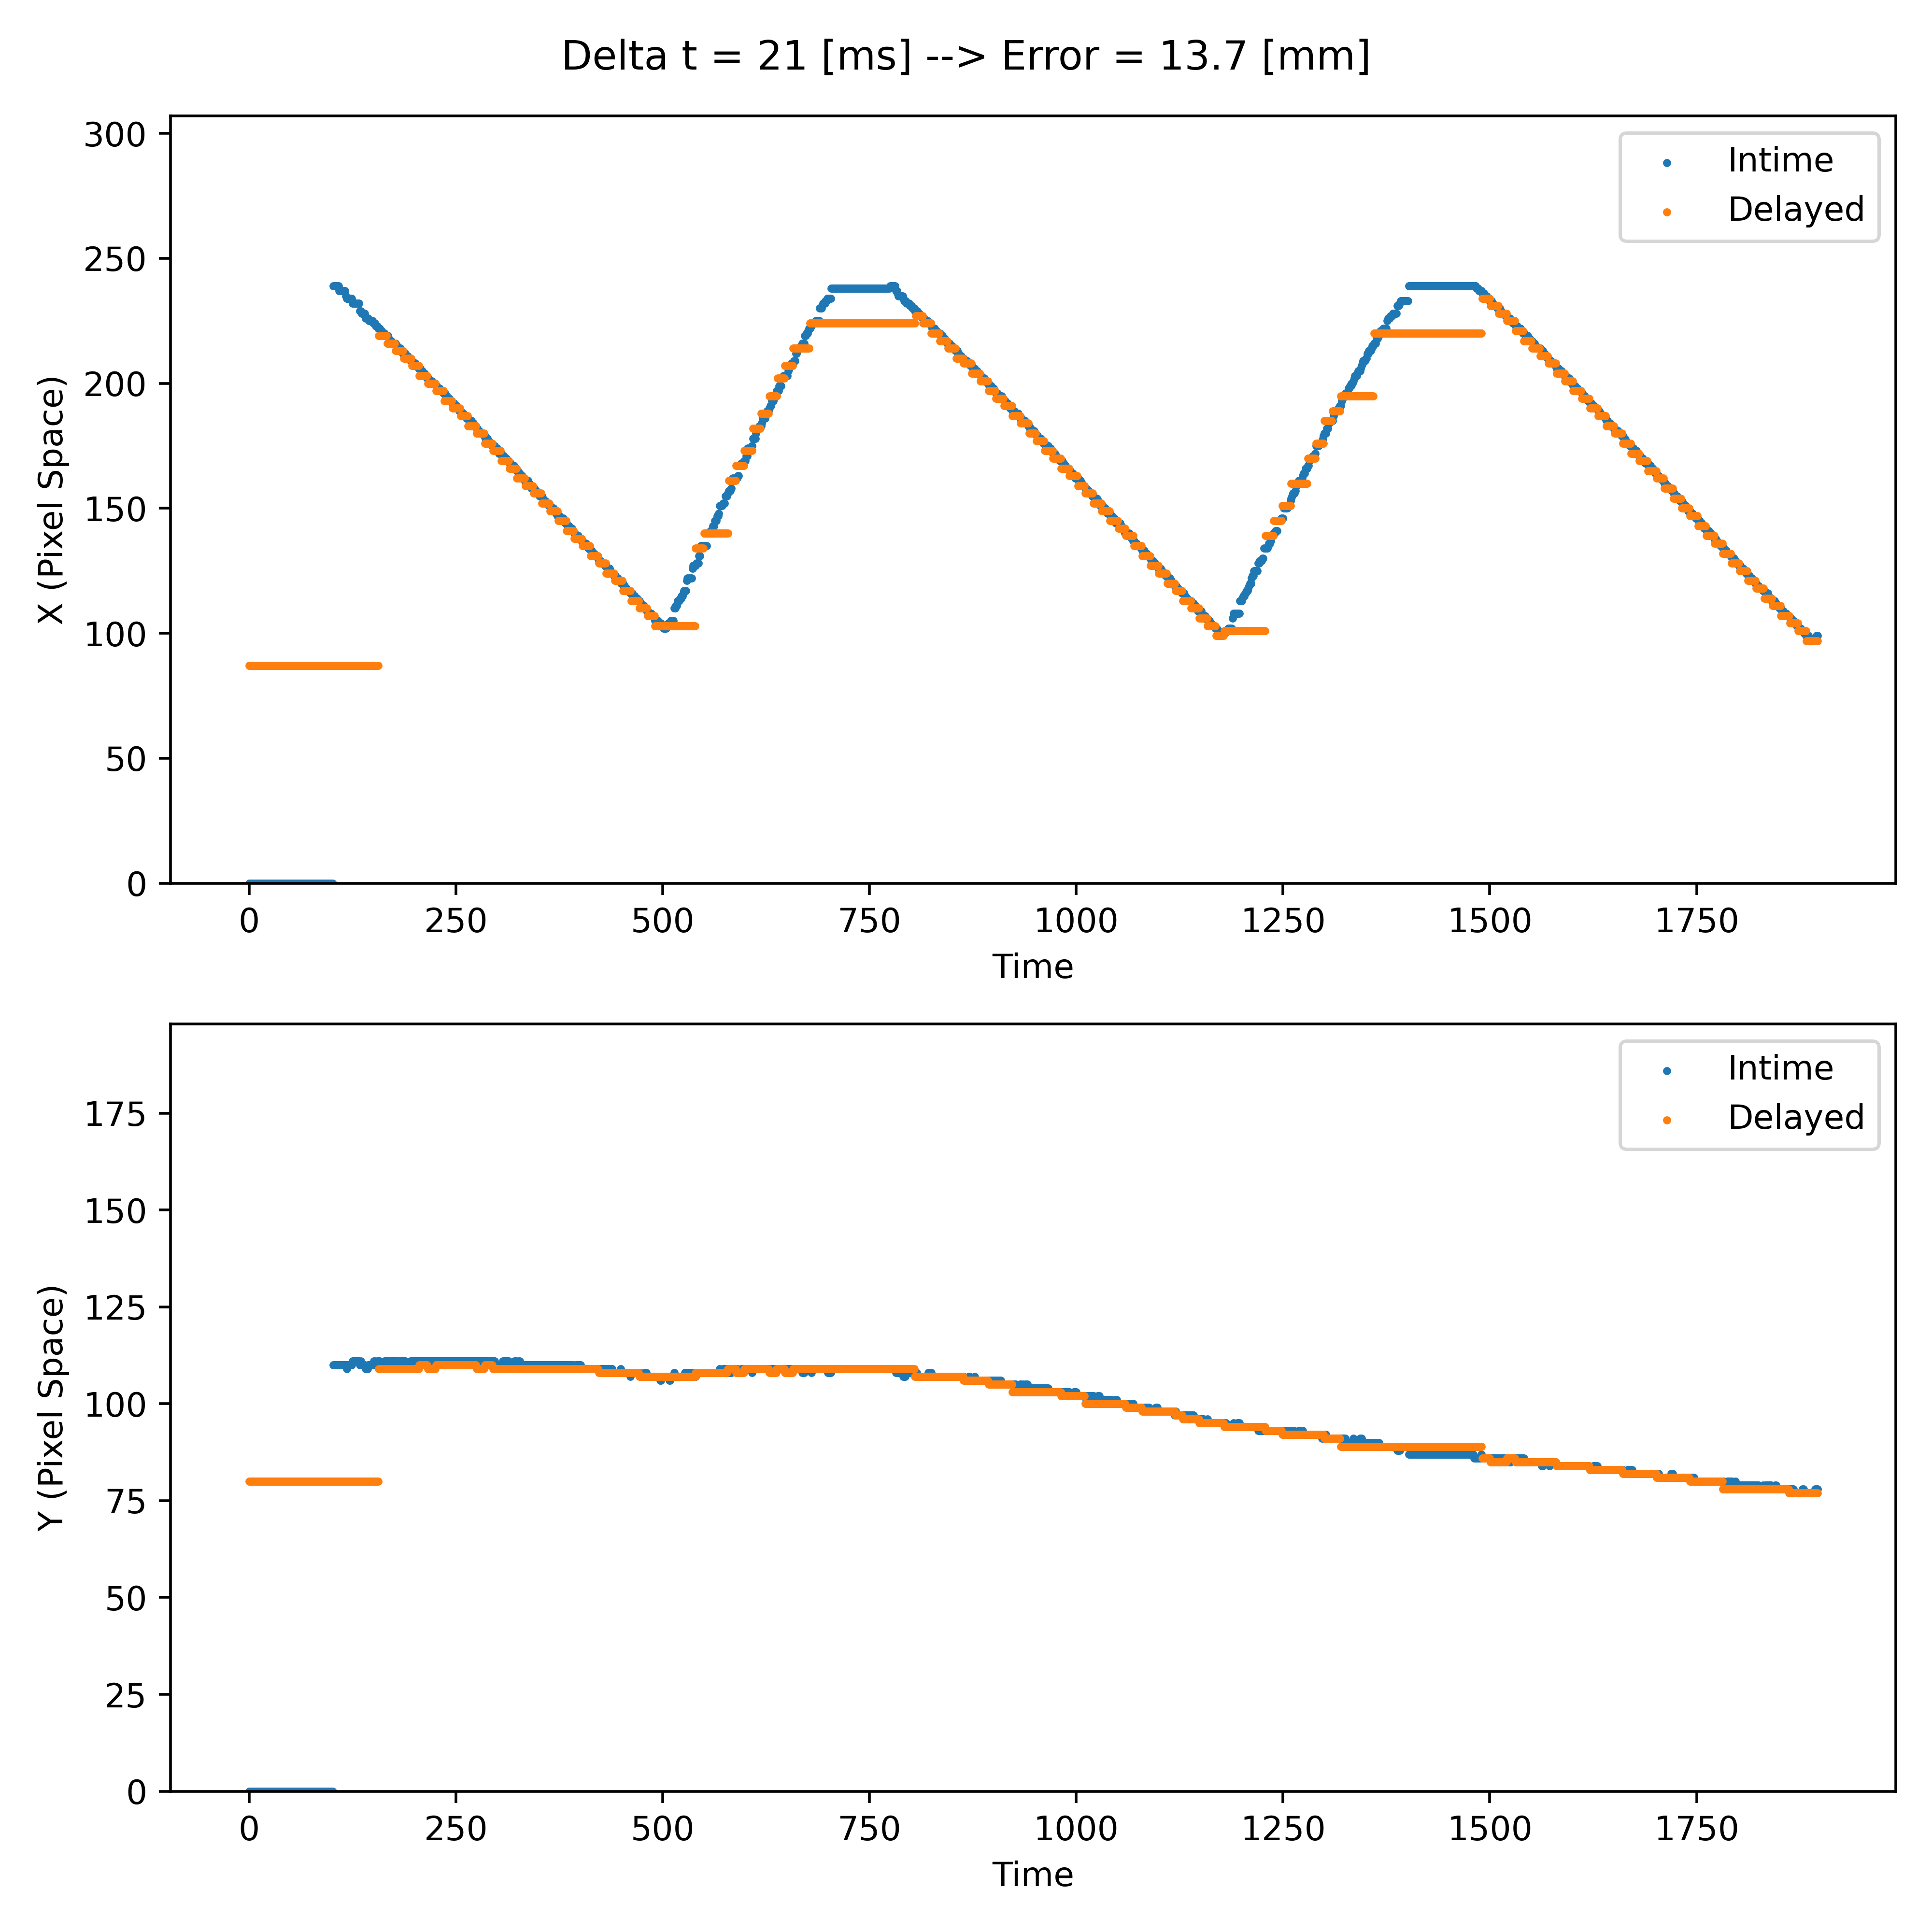 Delta t = 21 [ms] --> Error = 13.7 [mm]
300
250
200
150
100
50
0
X (Pixel Space)
Intime
Delayed
0 250 500 750 1000 1250 1500 1750
Time
175
150
125
100
75
50
25
0
Y (Pixel Space)
Intime
Delayed
0 250 500 750 1000 1250 1500 1750
Time